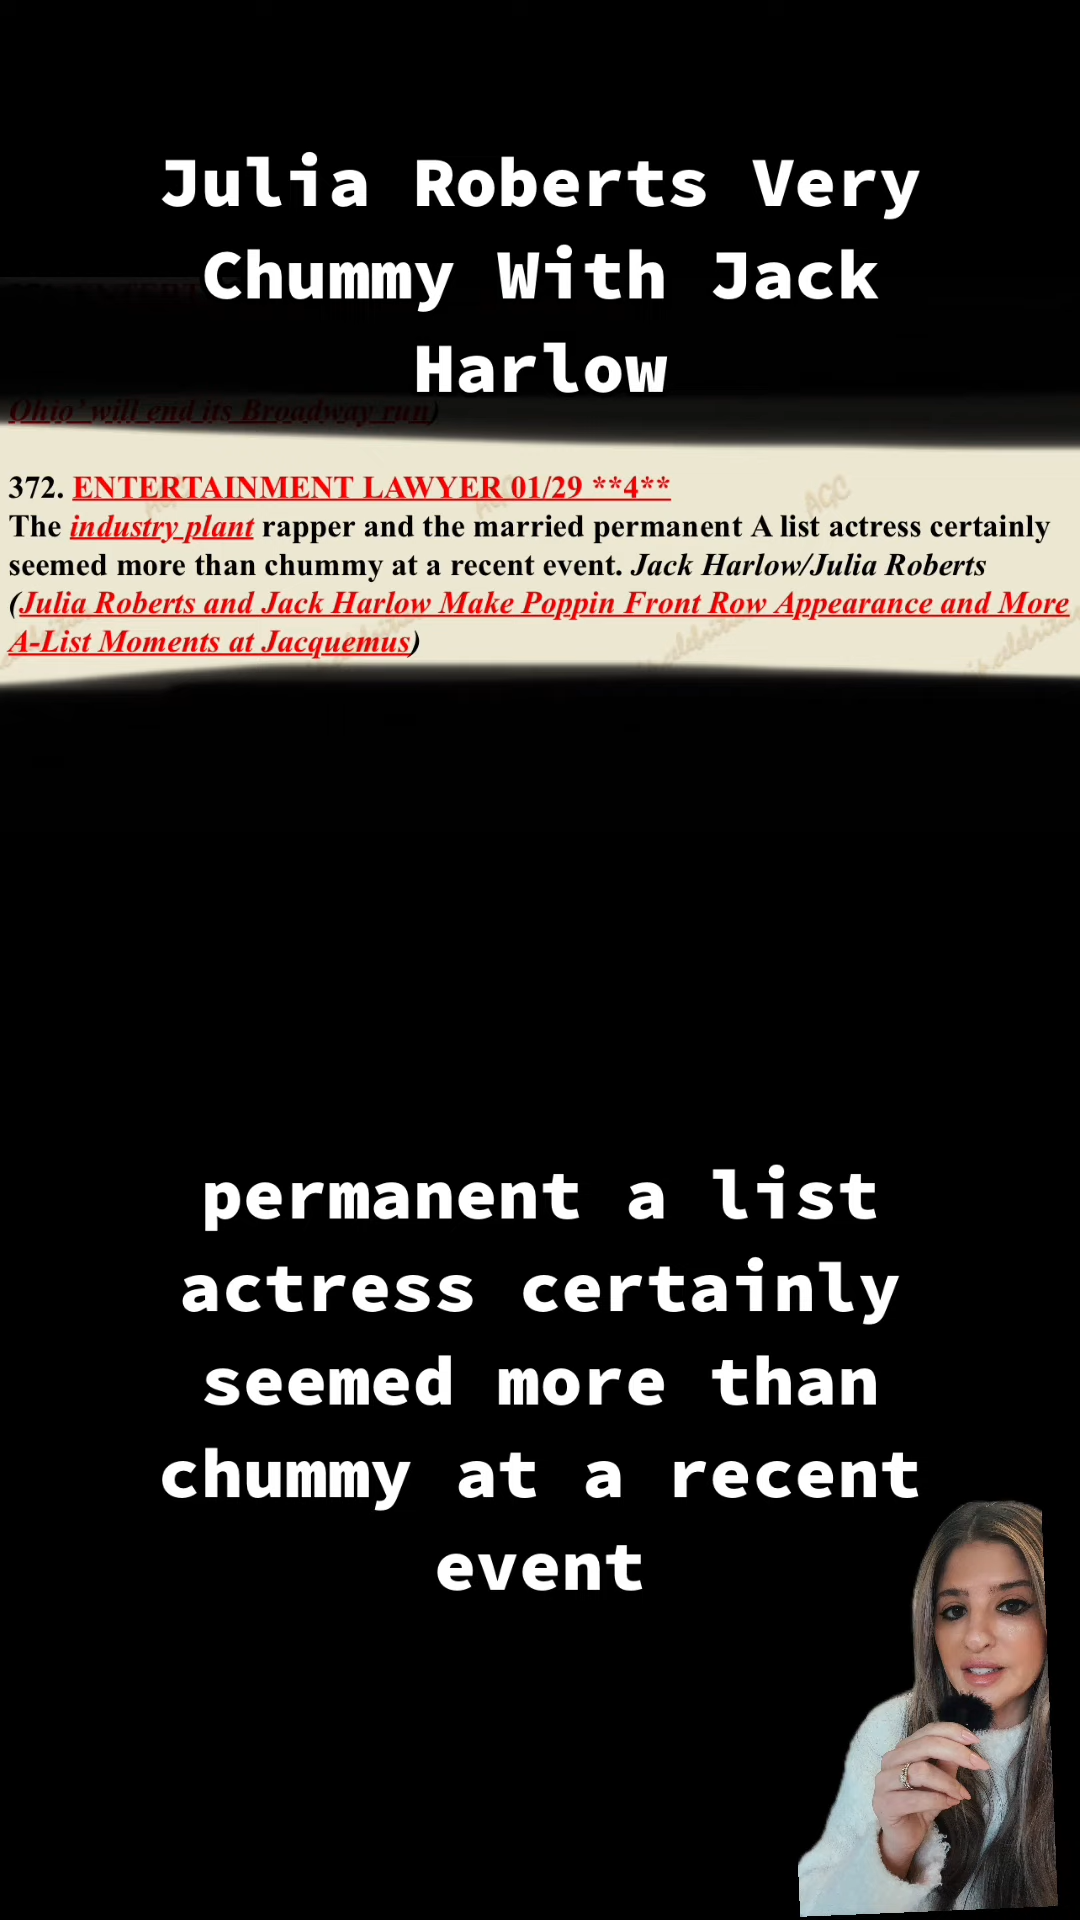 Julia Roberts Very
Chummy With Jack
Harlow
Ohio' will end its Broadway run)
372. ENTERTAINMENT LAWYER 01/29 **4**
The industry plant rapper and the married permanent A list actress certainly
seemed more than chummy at a recent event. Jack Harlow/Julia Roberts
(Julia Roberts and Jack Harlow Make Poppin Front Row Appearance and More
A-List Moments at Jacquemus)
AGC
permanent a list
actress certainly
seemed more than
chummy at a recent
event